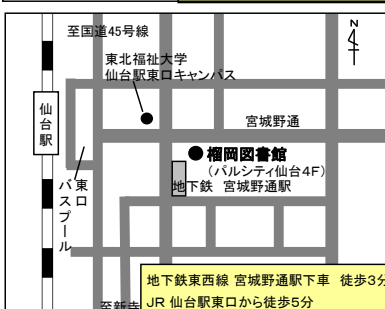 至国道45号線
N
東北福祉大学
仙台駅東口キャンパス
仙台駅
宮城野通
榴岡図書館
(パルシティ仙台4F)
地下鉄 宮城野通駅
東口
バスプール
地下鉄東西線 宮城野通駅下車 徒歩3分
JR 仙台駅東口から徒歩5分
至新寺